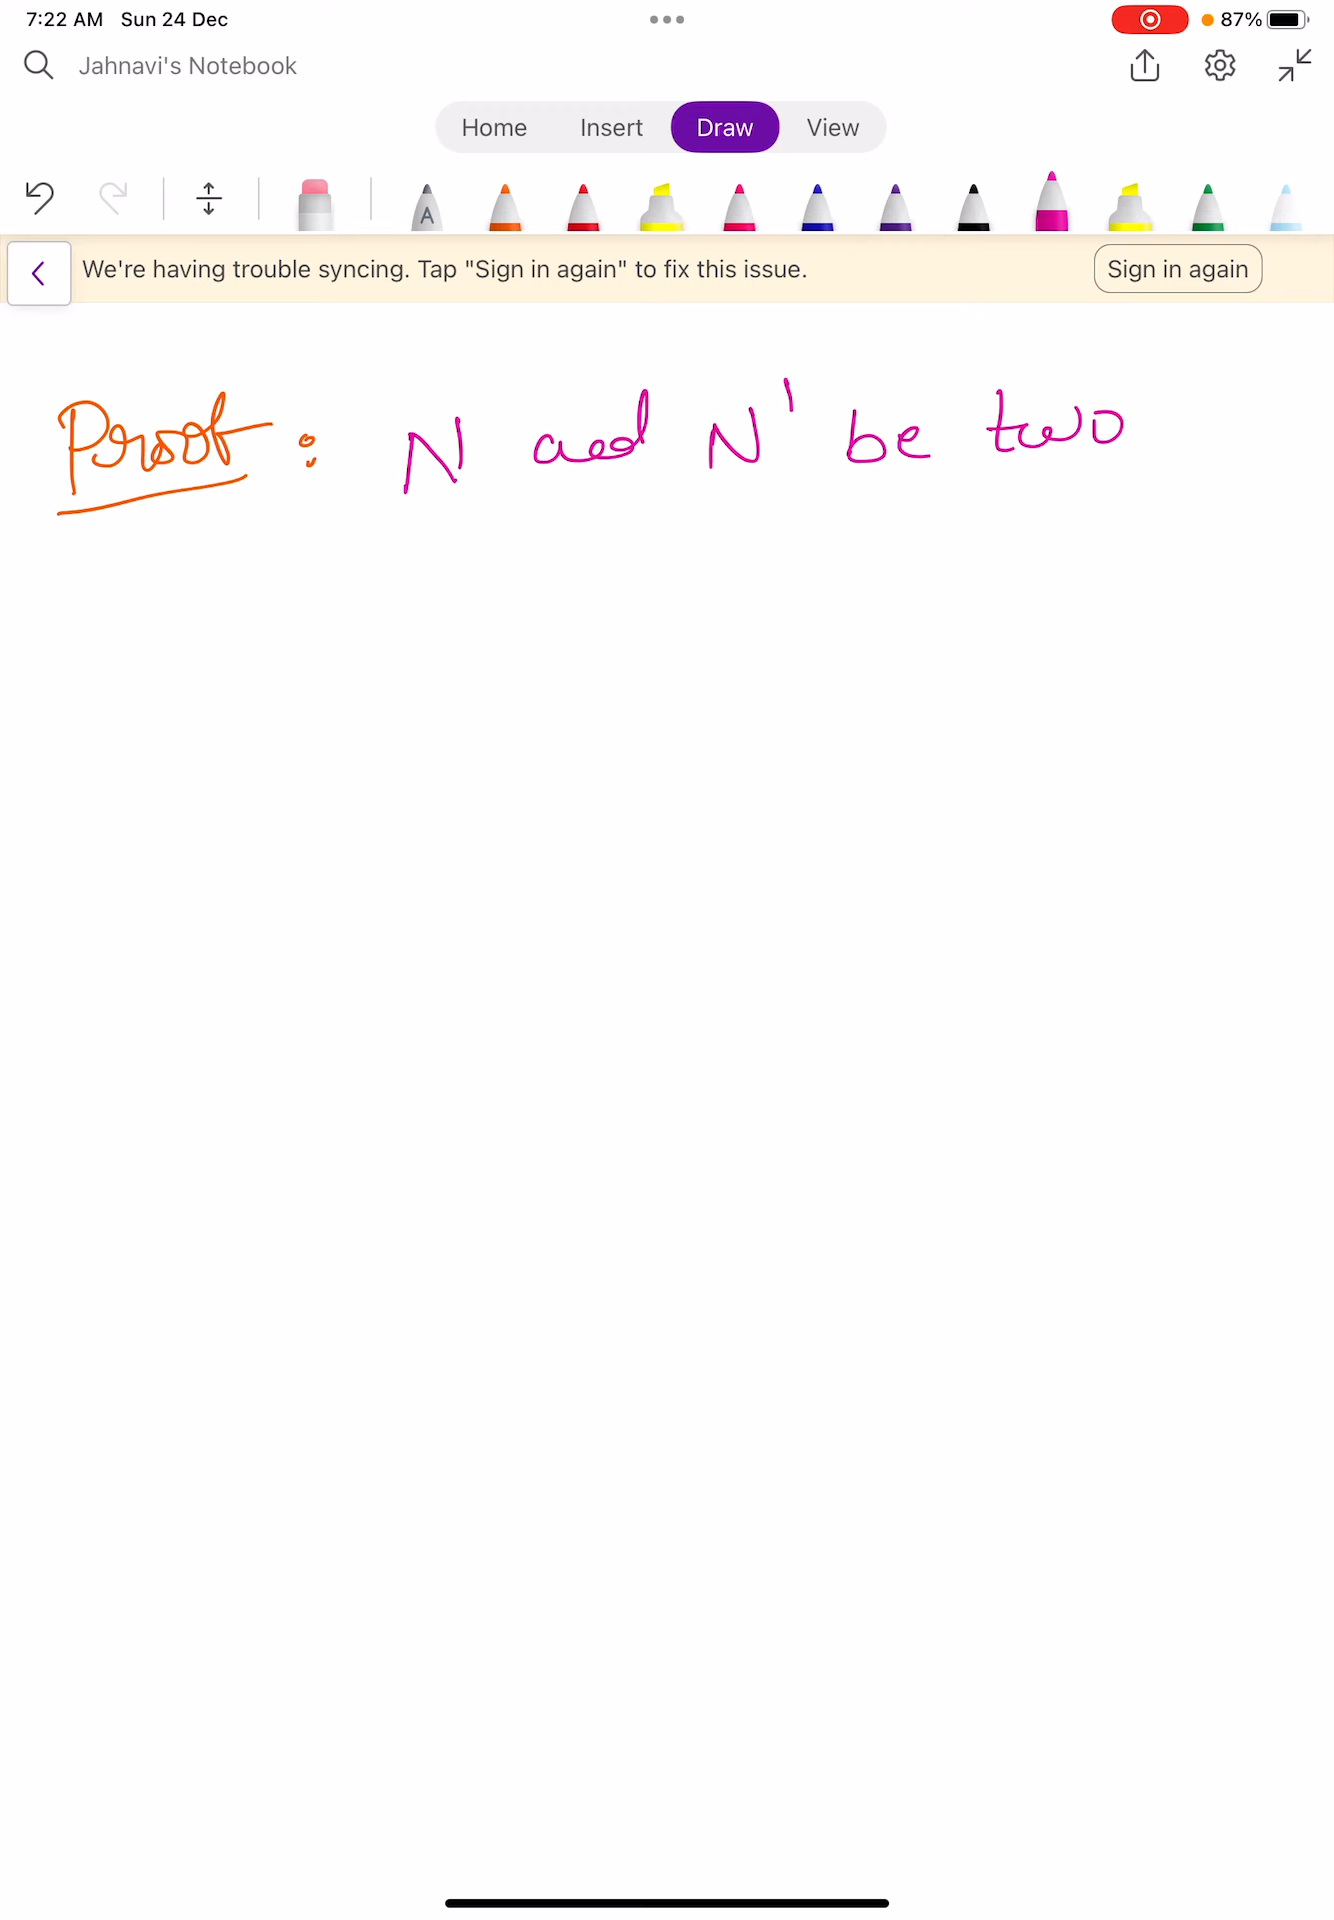 7:22 AM Sun 24 Dec
87%
Jahnavi's Notebook
Home Insert Draw View
A
We're having trouble syncing. Tap "Sign in again" to fix this issue. Sign in again
Proof : N and N' be two